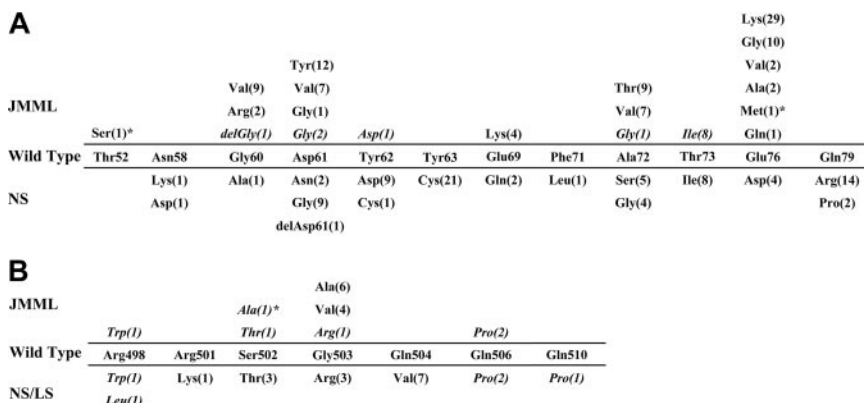 A
Lys(29)
Gly(10)
Tyr(12) Val(2)
Val(9) Val(7) Thr(9) Ala(2)
JMML Arg(2) Gly(1) Val(7) Met(1)*
Ser(1)* delGly(1) Gly(2) Asp(1) Lys(4) Gly(1) Ile(8) Gln(1)
Wild Type Thr52 Asn58 Gly60 Asp61 Tyr62 Tyr63 Glu69 Phe71 Ala72 Thr73 Glu76 Gln79
Lys(1) Ala(1) Asn(2) Asp(9) Cys(21) Gln(2) Leu(1) Ser(5) Ile(8) Asp(4) Arg(14)
NS Asp(1) Gly(9) Cys(1) Gly(4) Pro(2)
delAsp61(1)
B
Ala(6)
JMML Ala(1)* Val(4)
Trp(1) Thr(1) Arg(1) Pro(2)
Wild Type Arg498 Arg501 Ser502 Gly503 Gln504 Gln506 Gln510
Trp(1) Lys(1) Thr(3) Arg(3) Val(7) Pro(2) Pro(1)
NS/LS Leu(1)